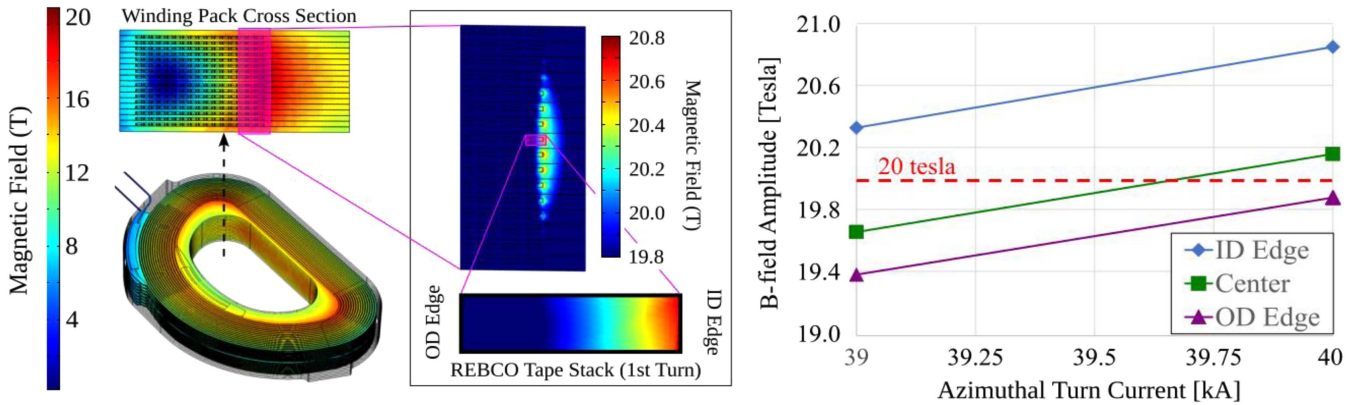 Winding Pack Cross Section
Magnetic Field (T)
20
16
12
8
4
20.8
20.6
20.4
20.2
20.0
19.8
Magnetic Field (T)
OD Edge
ID Edge
REBCO Tape Stack (1st Turn)
B-field Amplitude [Tesla]
21.0
20.6
20.2
19.8
19.4
19.0
20 tesla
ID Edge
Center
OD Edge
39
39.25
39.5
39.75
40
Azimuthal Turn Current [kA]